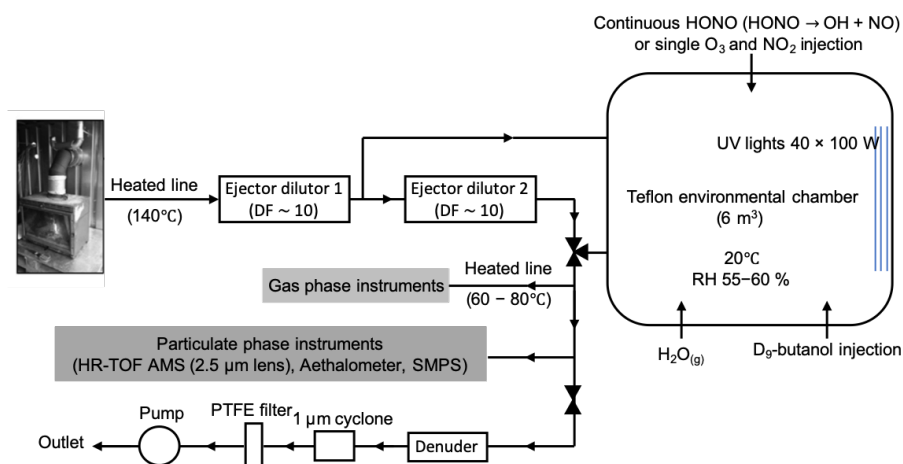 Continuous HONO (HONO → OH + NO)
or single O₃ and NO₂ injection
UV lights 40 × 100 W
Heated line
(140°C)
Ejector dilutor 1
(DF ~ 10)
Ejector dilutor 2
(DF ~ 10)
Teflon environmental chamber
(6 m³)
20°C
RH 55−60 %
Gas phase instruments
Heated line
(60 − 80°C)
Particulate phase instruments
(HR-TOF AMS (2.5 µm lens), Aethalometer, SMPS)
H₂O(g)
D₉-butanol injection
Pump
PTFE filter
1 µm cyclone
Outlet
Denuder